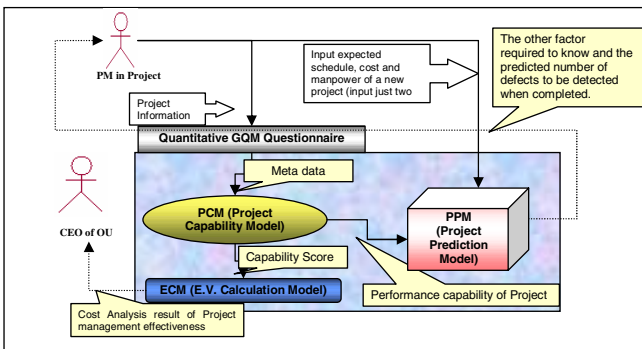 PM in Project
Project
Information
Input expected
schedule, cost and
manpower of a new
project (input just two
The other factor
required to know and the
predicted number of
defects to be detected
when completed.
Quantitative GQM Questionnaire
Meta data
PCM (Project
Capability Model)
PPM
(Project
Prediction
Model)
CEO of OU
Capability Score
ECM (E.V. Calculation Model)
Performance capability of Project
Cost Analysis result of Project
management effectiveness